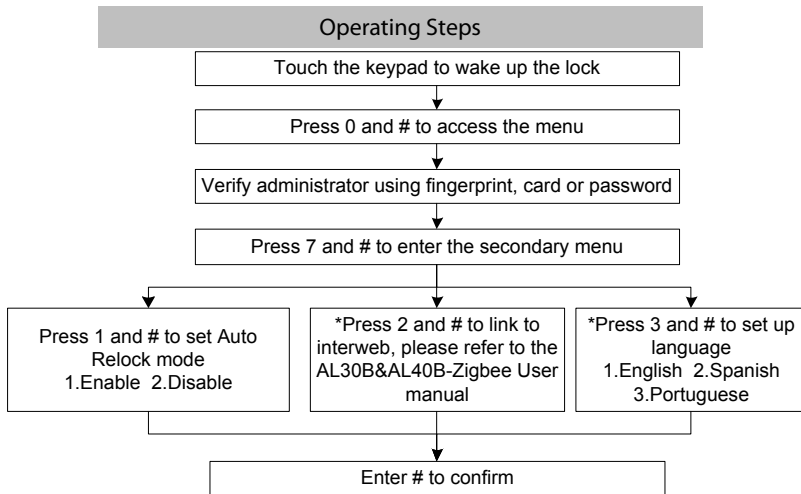 Operating Steps
Touch the keypad to wake up the lock
Press 0 and # to access the menu
Verify administrator using fingerprint, card or password
Press 7 and # to enter the secondary menu
Press 1 and # to set Auto
Relock mode
1.Enable 2.Disable
*Press 2 and # to link to
interweb, please refer to the
AL30B&AL40B-Zigbee User
manual
*Press 3 and # to set up
language
1.English 2.Spanish
3.Portuguese
Enter # to confirm